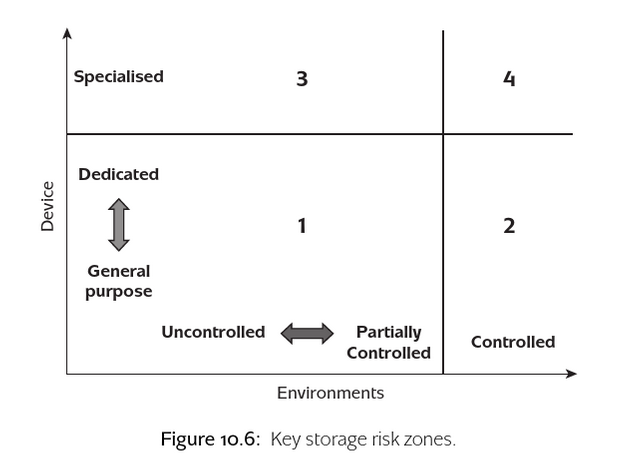 Specialised
3
4
Dedicated
Device
1
2
General
purpose
Uncontrolled
Partially
Controlled
Controlled
Environments
Figure 10.6: Key storage risk zones.